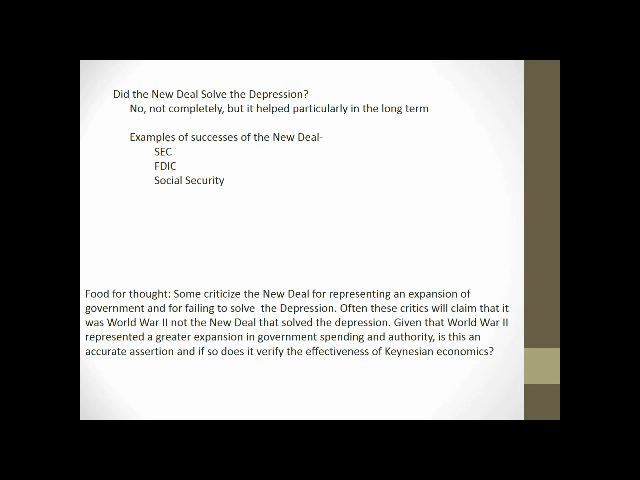 Did the New Deal Solve the Depression?
No, not completely, but it helped particularly in the long term
Examples of successes of the New Deal-
SEC
FDIC
Social Security
Food for thought: Some criticize the New Deal for representing an expansion of
government and for failing to solve  the Depression. Often these critics will claim that it
was World War II not the New Deal that solved the depression. Given that World War II
represented a greater expansion in government spending and authority, is this an
accurate assertion and if so does it verify the effectiveness of Keynesian economics?